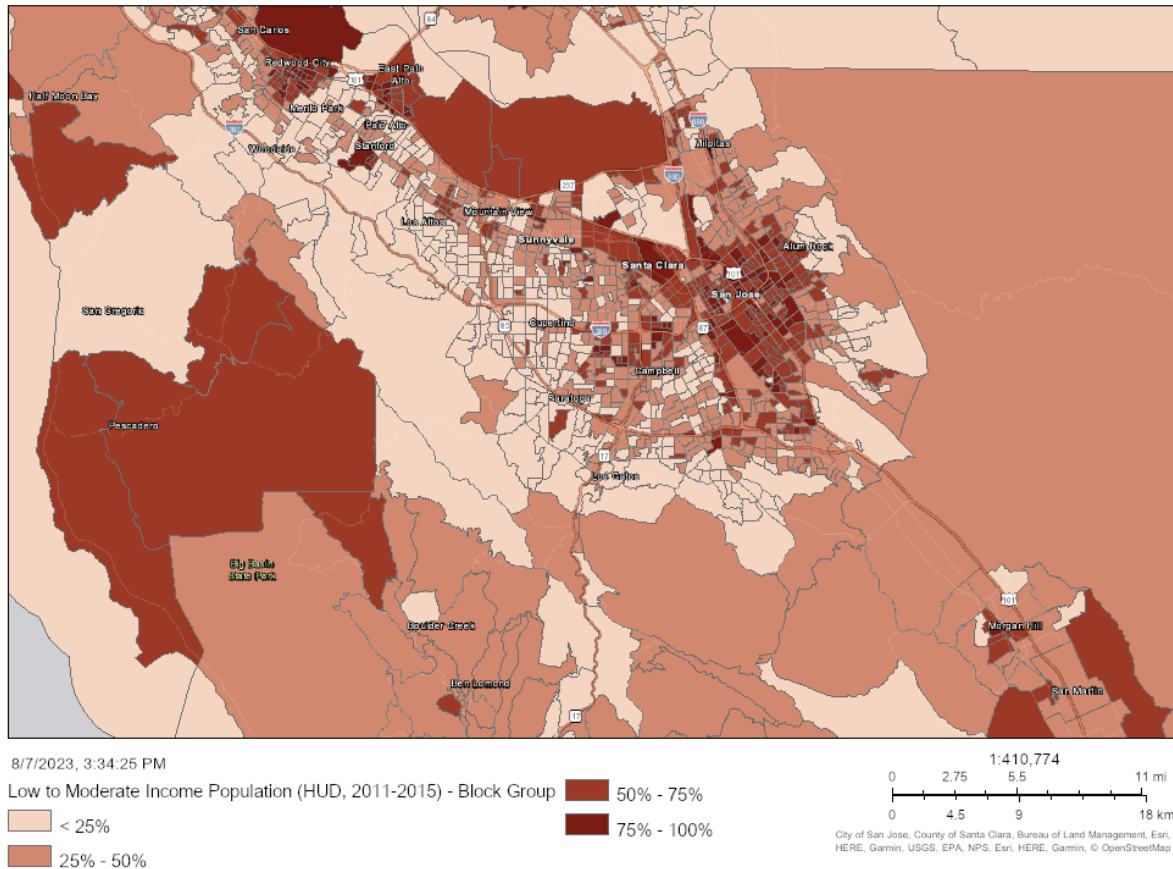 San Carlos
84
Redwood City
East Palo
Alto
101
Half Moon Bay
Menlo Park
280
Palo Alto
Stanford
Woodside
680
Milpitas
880
237
Los Altos
Mountain View
Sunnyvale
Alum Rock
Santa Clara
101
San Jose
San Gregorio
85
Cupertino
280
87
Campbell
Saratoga
Pescadero
17
Los Gatos
Big Basin
State Park
101
Boulder Creek
Morgan Hill
Ben Lomond
San Martin
17
8/7/2023, 3:34:25 PM
Low to Moderate Income Population (HUD, 2011-2015) - Block Group
< 25%
25% - 50%
50% - 75%
75% - 100%
1:410,774
0 2.75 5.5 11 mi
0 4.5 9 18 km
City of San Jose, County of Santa Clara, Bureau of Land Management, Esri,
HERE, Garmin, USGS, EPA, NPS, Esri, HERE, Garmin, © OpenStreetMap